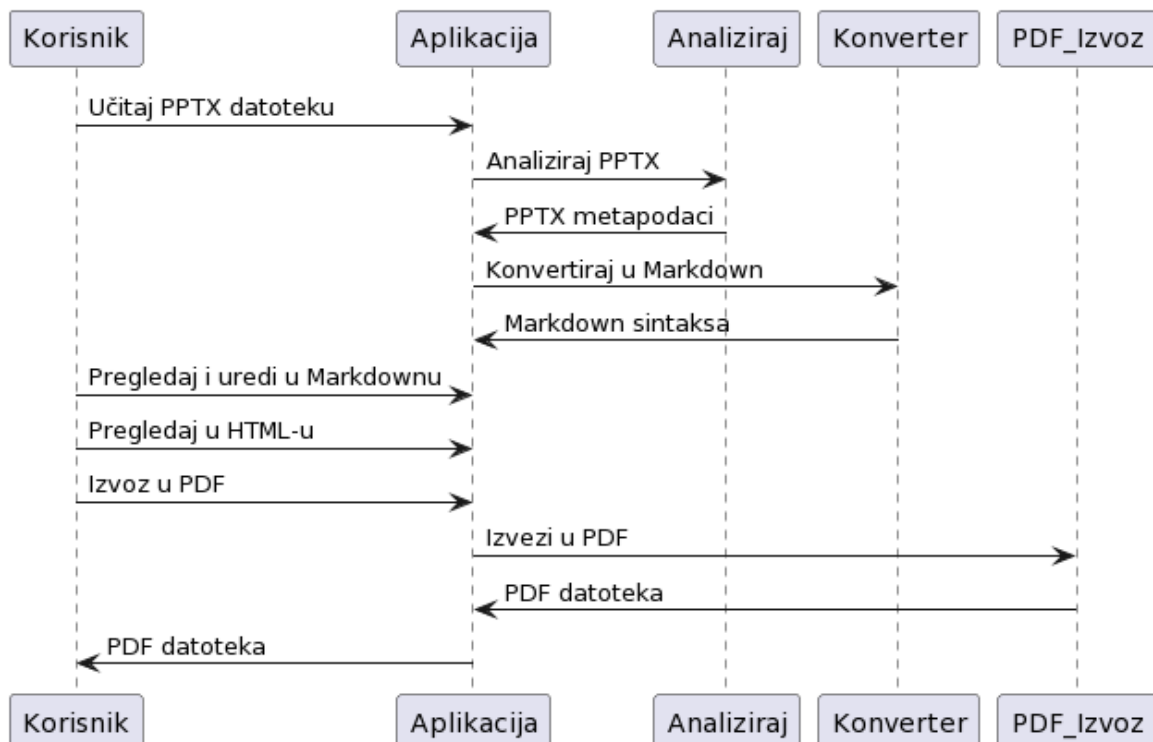 Korisnik Aplikacija Analiziraj Konverter PDF_Izvoz
Učitaj PPTX datoteku
Analiziraj PPTX
PPTX metapodaci
Konvertiraj u Markdown
Markdown sintaksa
Pregledaj i uredi u Markdownu
Pregledaj u HTML-u
Izvoz u PDF
Izvezi u PDF
PDF datoteka
PDF datoteka
Korisnik Aplikacija Analiziraj Konverter PDF_Izvoz